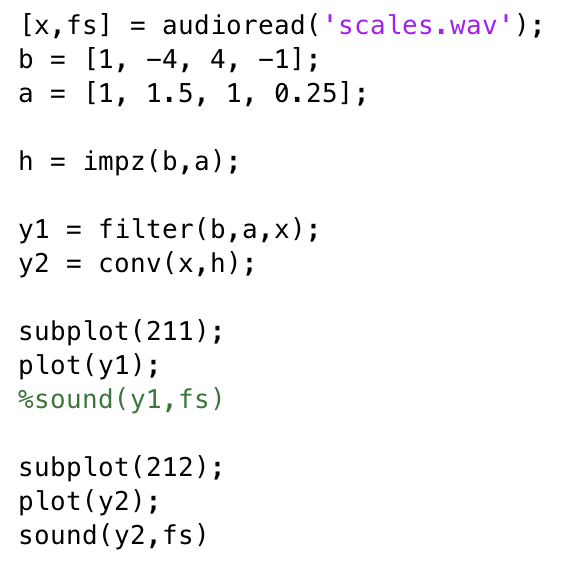 [x,fs] = audioread('scales.wav');
b = [1, -4, 4, -1];
a = [1, 1.5, 1, 0.25];
h = impz(b,a);
y1 = filter(b,a,x);
y2 = conv(x,h);
subplot(211);
plot(y1);
%sound(y1,fs)
subplot(212);
plot(y2);
sound(y2,fs)